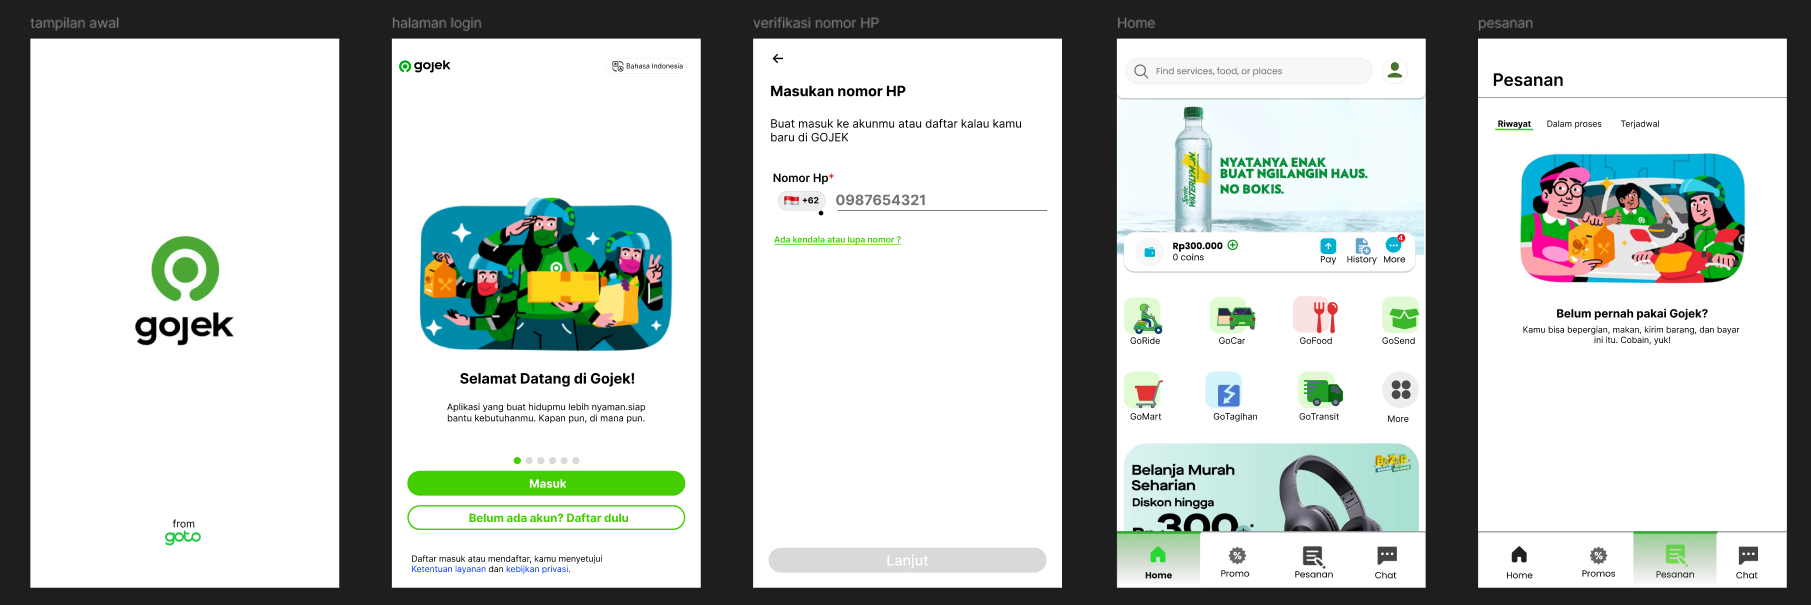 tampilan awal
gojek
from
goto
halaman login
gojek
Bahasa Indonesia
Selamat Datang di Gojek!
Aplikasi yang buat hidupmu lebih nyaman.siap
bantu kebutuhanmu. Kapan pun, di mana pun.
Masuk
Belum ada akun? Daftar dulu
Daftar masuk atau mendaftar, kamu menyetujui
Ketentuan layanan dan kebijkan privasi.
verifikasi nomor HP
Masukan nomor HP
Buat masuk ke akunmu atau daftar kalau kamu
baru di GOJEK
Nomor Hp*
+62 0987654321
Ada kendala atau lupa nomor ?
Lanjut
Home
Find services, food, or places
NYATANYA ENAK
BUAT NGILANGIN HAUS.
NO BOKIS.
WATERLYMON
Rp300.000
0 coins
Pay
History
4
More
GoRide
GoCar
GoFood
GoSend
GoMart
GoTagihan
GoTransit
More
Belanja Murah
Seharian
Diskon hingga
300
Home
Promo
Pesanan
Chat
pesanan
Pesanan
Riwayat
Dalam proses
Terjadwal
Belum pernah pakai Gojek?
Kamu bisa bepergian, makan, kirim barang, dan bayar
ini itu. Cobain, yuk!
Home
Promos
Pesanan
Chat